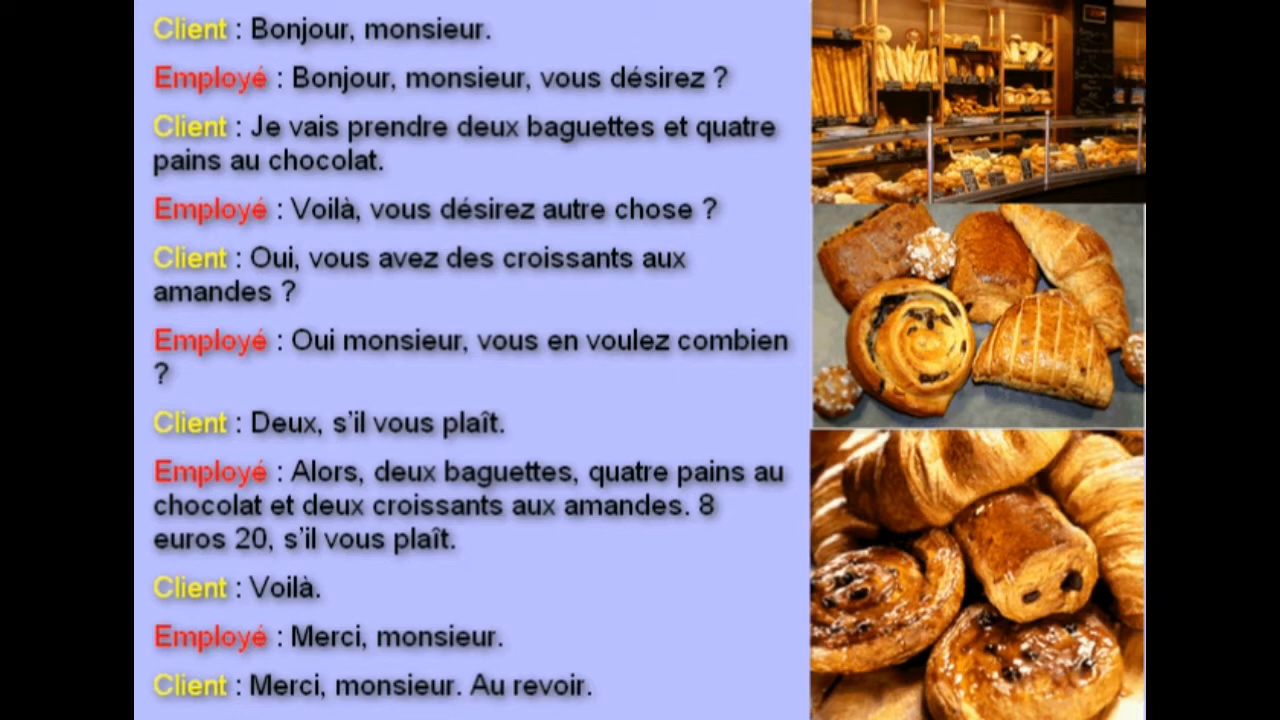 Client : Bonjour, monsieur.
Employé : Bonjour, monsieur, vous désirez ?
Client : Je vais prendre deux baguettes et quatre
pains au chocolat.
Employé : Voilà, vous désirez autre chose ?
Client : Oui, vous avez des croissants aux
amandes ?
Employé : Oui monsieur, vous en voulez combien
?
Client : Deux, s'il vous plaît.
Employé : Alors, deux baguettes, quatre pains au
chocolat et deux croissants aux amandes. 8
euros 20, s'il vous plaît.
Client : Voilà.
Employé : Merci, monsieur.
Client : Merci, monsieur. Au revoir.